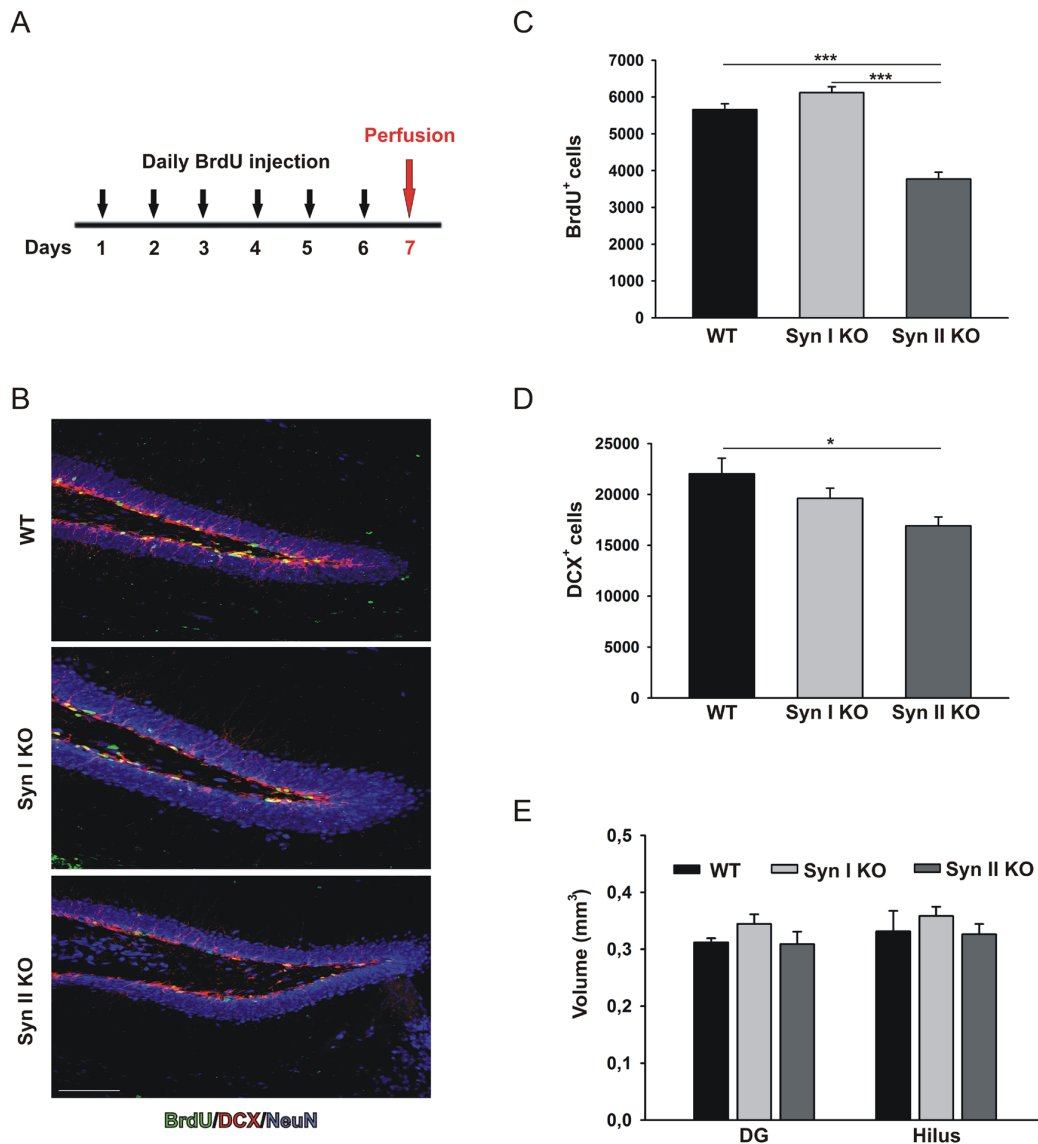 A
Perfusion
Daily BrdU injection
Days 1 2 3 4 5 6 7
B
WT
Syn I KO
Syn II KO
BrdU/DCX/NeuN
C
BrdU+ cells
7000
6000
5000
4000
3000
2000
1000
0
***
***
WT Syn I KO Syn II KO
D
DCX+ cells
25000
20000
15000
10000
5000
0
*
WT Syn I KO Syn II KO
E
Volume (mm3)
0,5
0,4
0,3
0,2
0,1
0,0
WT Syn I KO Syn II KO
DG Hilus